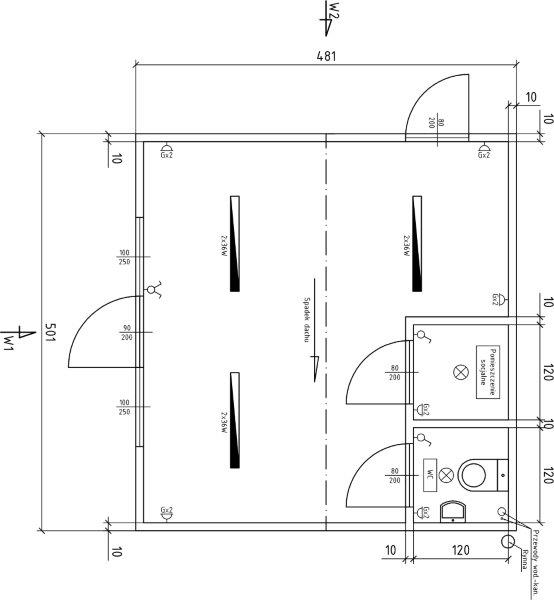 W2
481
10
10
80
200
10
Gx2
Gx2
2x36W
2x36W
100
250
Gx2
10
Spadek dachu
501
W1
90
200
Pomieszczenie
socjalne
120
80
200
Gx2
100
250
2x36W
10
WC
120
80
200
Gx2
Gx2
Przewody wod.-kan.
Rynna
10
10
120